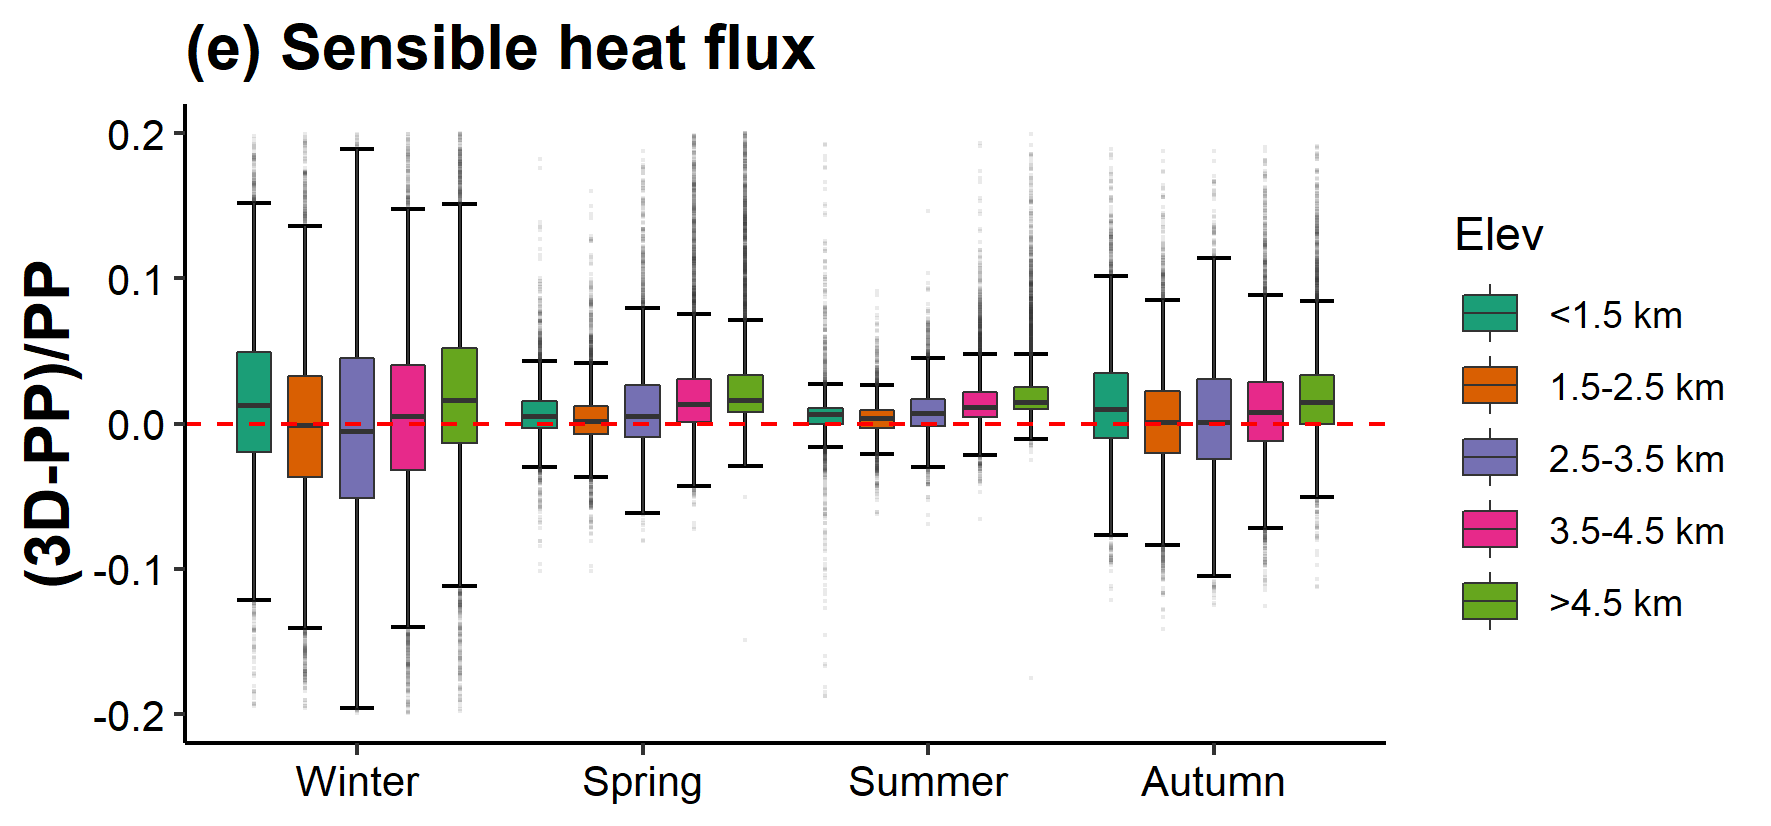 (e) Sensible heat flux
(3D-PP)/PP
0.2
0.1
0.0
-0.1
-0.2
Winter
Spring
Summer
Autumn
Elev
<1.5 km
1.5-2.5 km
2.5-3.5 km
3.5-4.5 km
>4.5 km